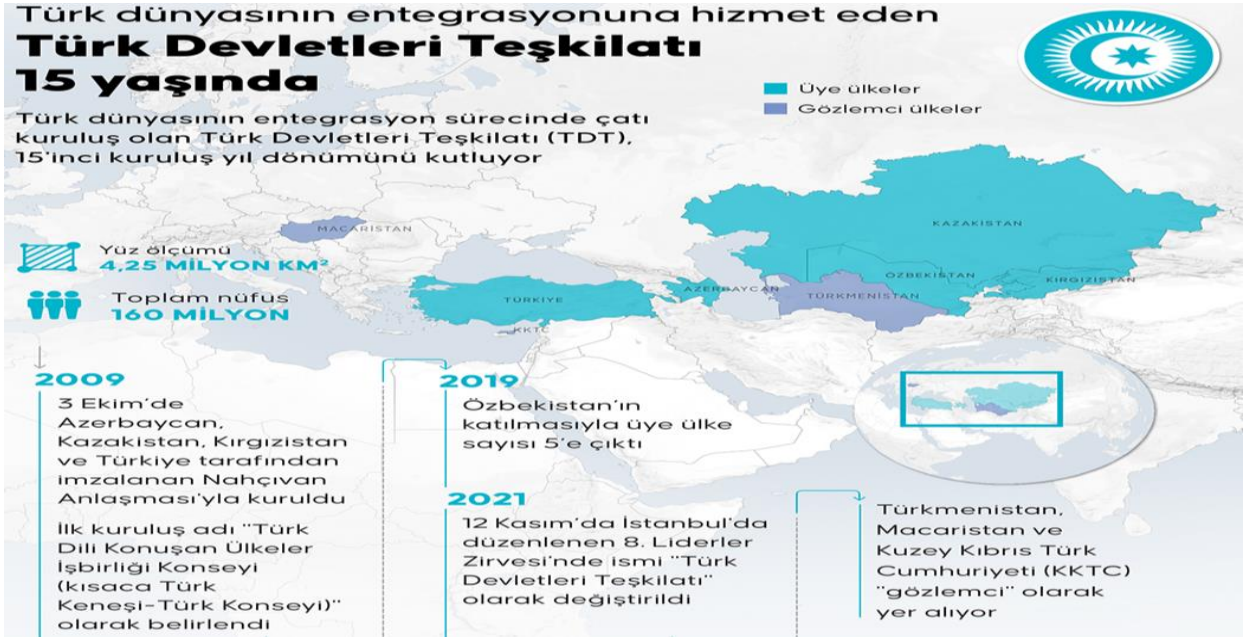 Türk dünyasının entegrasyonuna hizmet eden
Türk Devletleri Teşkilatı
15 yaşında
Türk dünyasının entegrasyon sürecinde çatı
kuruluş olan Türk Devletleri Teşkilatı (TDT),
15'inci kuruluş yıl dönümünü kutluyor
Üye ülkeler
Gözlemci ülkeler
Yüz ölçümü
4,25 MİLYON KM²
Toplam nüfus
160 MİLYON
MACARİSTAN
TÜRKİYE
KKTC
AZERBAYCAN
KAZAKİSTAN
ÖZBEKİSTAN
KIRGIZİSTAN
TÜRKMENİSTAN
2009
3 Ekim'de
Azerbaycan,
Kazakistan, Kırgızistan
ve Türkiye tarafından
imzalanan Nahçıvan
Anlaşması'yla kuruldu
İlk kuruluş adı "Türk
Dili Konuşan Ülkeler
İşbirliği Konseyi
(kısaca Türk
Keneşi-Türk Konseyi)"
olarak belirlendi
2019
Özbekistan'ın
katılmasıyla üye ülke
sayısı 5'e çıktı
2021
12 Kasım'da İstanbul'da
düzenlenen 8. Liderler
Zirvesi'nde ismi "Türk
Devletleri Teşkilatı"
olarak değiştirildi
Türkmenistan,
Macaristan ve
Kuzey Kıbrıs Türk
Cumhuriyeti (KKTC)
"gözlemci" olarak
yer alıyor